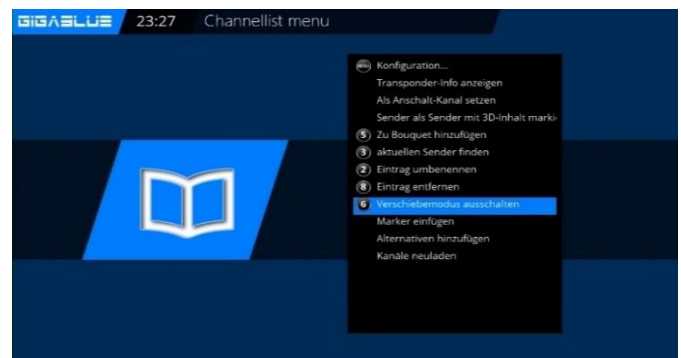 GIGABLUE 23:27 Channellist menu
MENU Konfiguration...
Transponder-Info anzeigen
Als Anschalt-Kanal setzen
Sender als Sender mit 3D-Inhalt marki
5 Zu Bouquet hinzufügen
3 aktuellen Sender finden
2 Eintrag umbenennen
8 Eintrag entfernen
6 Verschiebemodus ausschalten
Marker einfügen
Alternativen hinzufügen
Kanäle neuladen